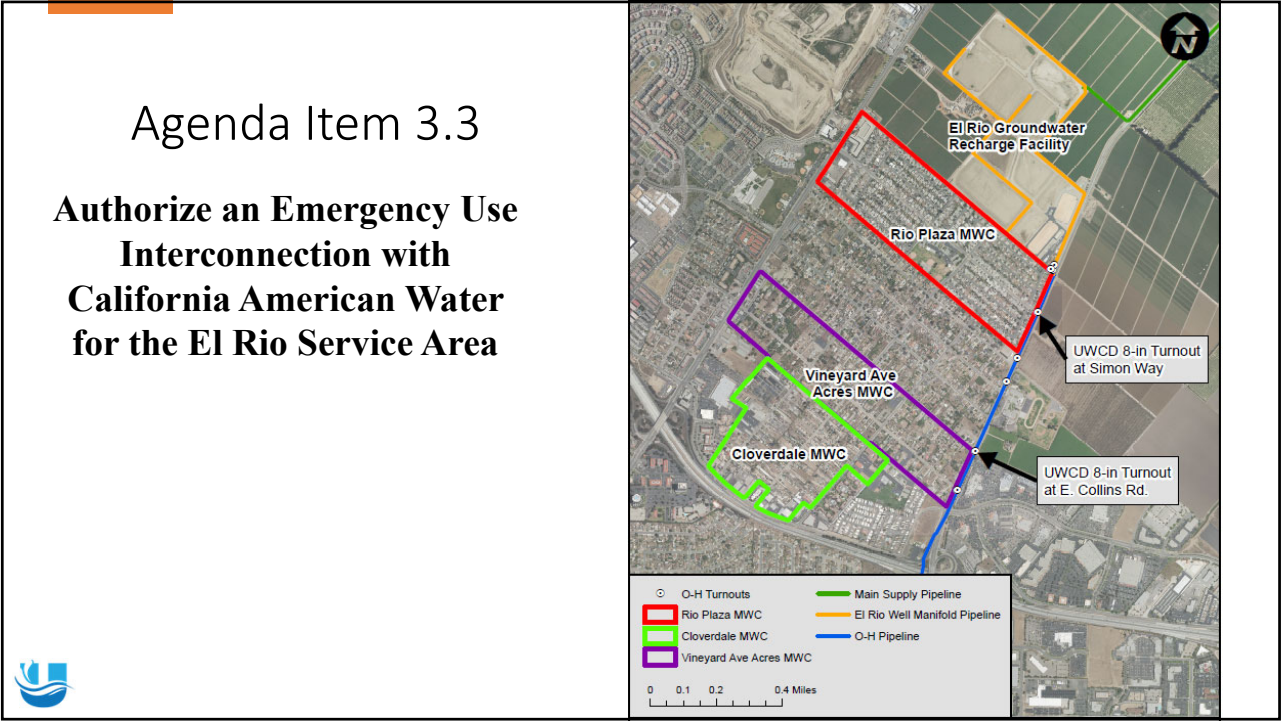 Agenda Item 3.3
Authorize an Emergency Use
Interconnection with
California American Water
for the El Rio Service Area
N
El Rio Groundwater
Recharge Facility
Rio Plaza MWC
UWCD 8-in Turnout
at Simon Way
Vineyard Ave
Acres MWC
Cloverdale MWC
UWCD 8-in Turnout
at E. Collins Rd.
O-H Turnouts
Rio Plaza MWC
Cloverdale MWC
Vineyard Ave Acres MWC
Main Supply Pipeline
El Rio Well Manifold Pipeline
O-H Pipeline
0 0.1 0.2 0.4 Miles